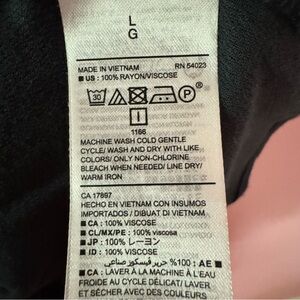 L
G
MADE IN VIETNAM RN 54023
■ US : 100% RAYON/VISCOSE
30 P
1166
MACHINE WASH COLD GENTLE
CYCLE/ WASH AND DRY WITH LIKE
COLORS/ ONLY NON-CHLORINE
BLEACH WHEN NEEDED/ LINE DRY/
WARM IRON
CA 17897
HECHO EN VIETNAM CON INSUMOS
IMPORTADOS / DIBUAT DI VIETNAM
■ CA : 100% VISCOSE
■ CL/MX/PE : 100% viscosa
■ JP : 100% レーヨン
■ ID : 100% VISCOSE
■ AE : 100% حرير فيسكوز صناعي
■ CA : LAVER À LA MACHINE À L'EAU
FROIDE AU CYCLE DÉLICAT/ LAVER
ET SÉCHER AVEC DES COULEURS